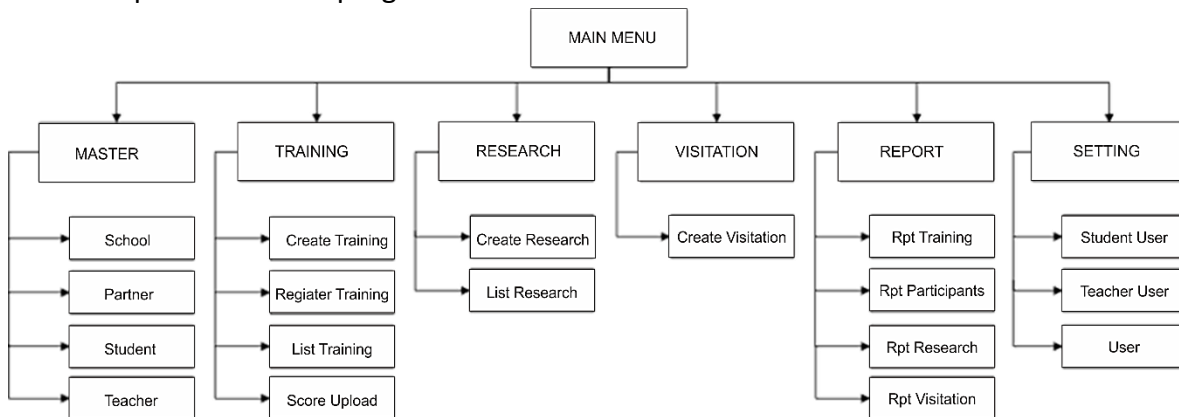 MAIN MENU
MASTER
TRAINING
RESEARCH
VISITATION
REPORT
SETTING
School
Create Training
Create Research
Create Visitation
Rpt Training
Student User
Partner
Regiater Training
List Research
Rpt Participants
Teacher User
Student
List Training
Rpt Research
User
Teacher
Score Upload
Rpt Visitation